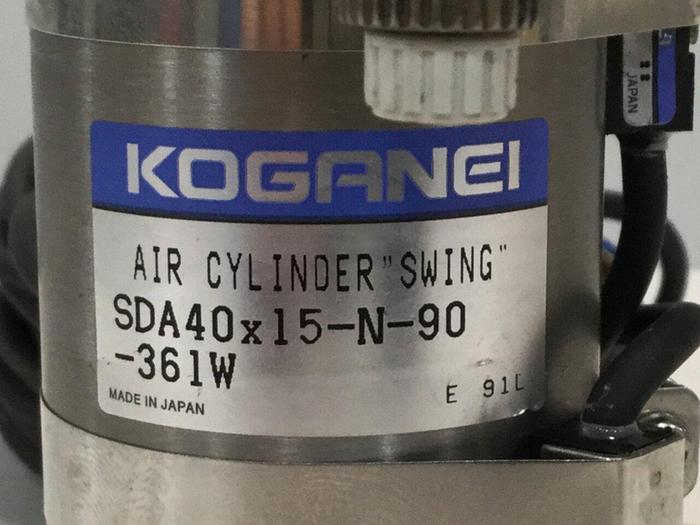 KOGANEI
AIR CYLINDER "SWING"
SDA40x15-N-90
-361W
MADE IN JAPAN
E 91L
JAPAN